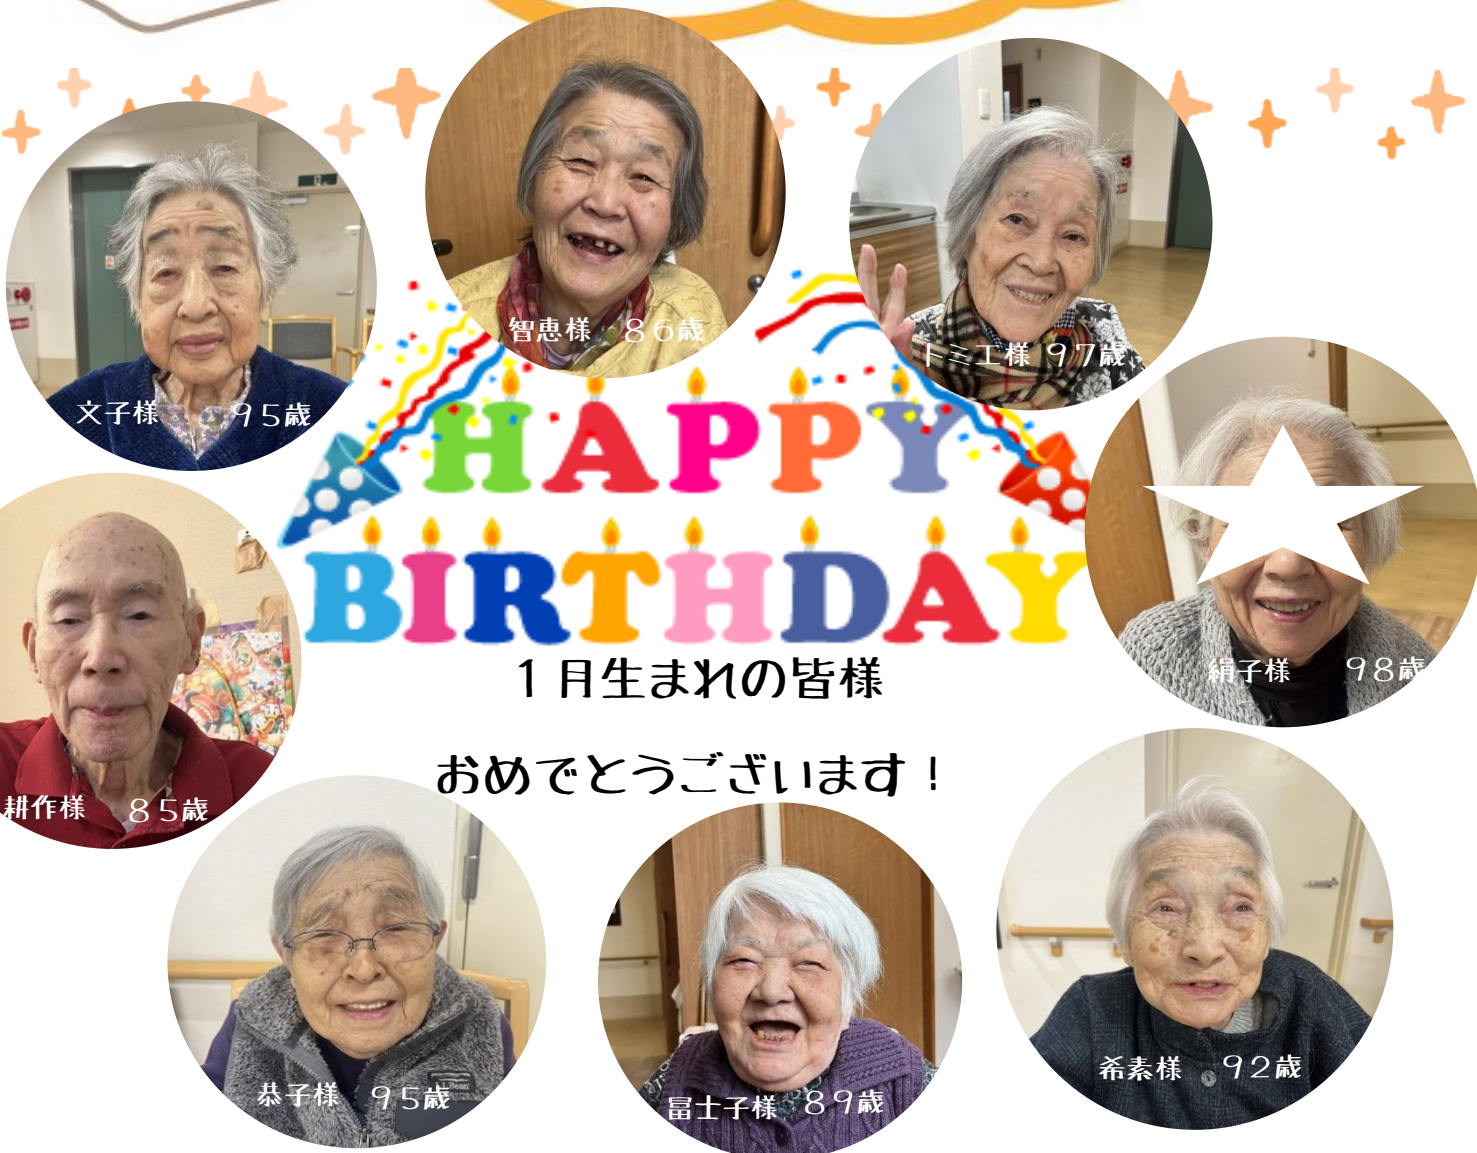 智恵様 86歳
トミエ様 97歳
文子様 95歳
HAPPY
BIRTHDAY
1月生まれの皆様
絹子様 98歳
おめでとうございます！
耕作様 85歳
希素様 92歳
恭子様 95歳
冨士子様 89歳
Bean